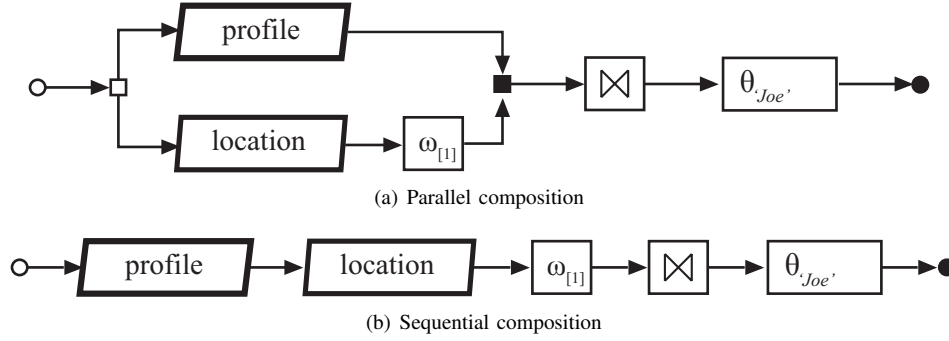 profile
location
ω[1]
⋈
θ'Joe'
(a) Parallel composition
profile
location
ω[1]
⋈
θ'Joe'
(b) Sequential composition